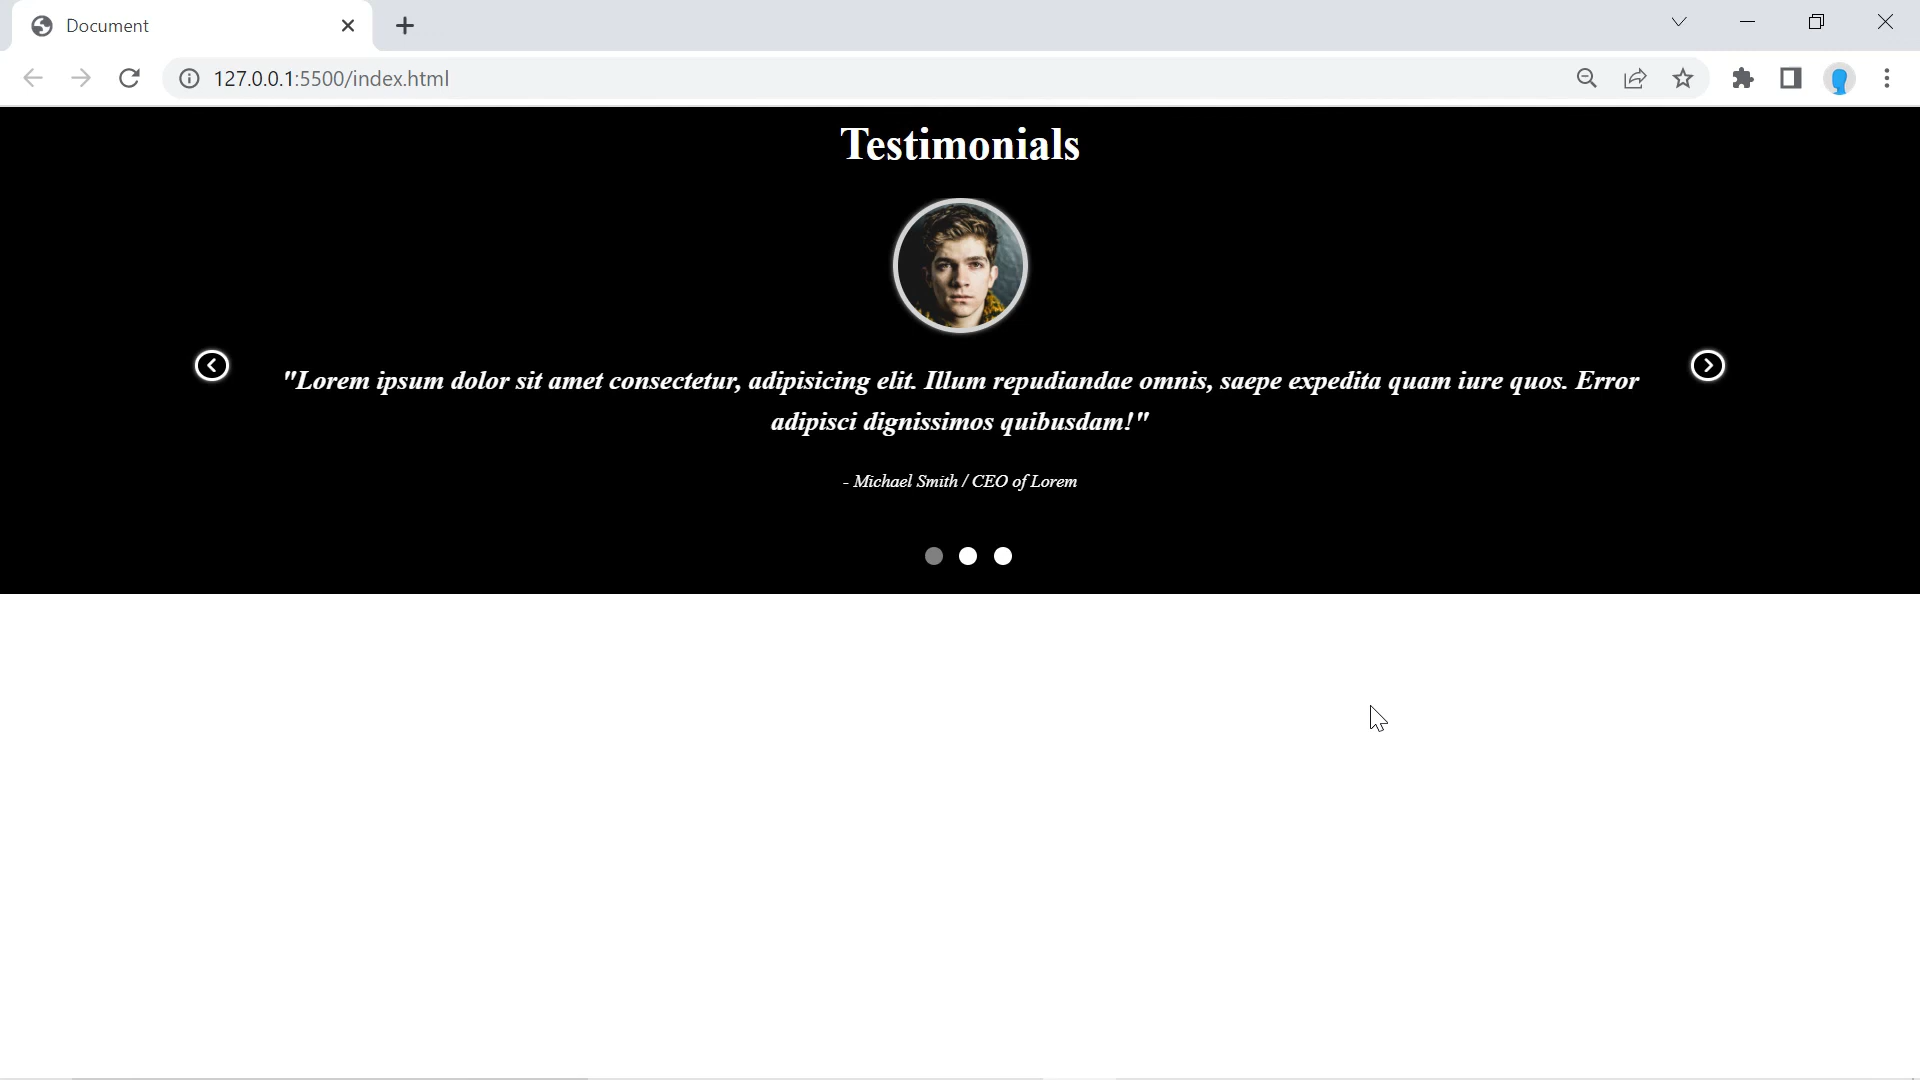 Document
127.0.0.1:5500/index.html
Testimonials
"Lorem ipsum dolor sit amet consectetur, adipisicing elit. Illum repudiandae omnis, saepe expedita quam iure quos. Error
adipisci dignissimos quibusdam!"
- Michael Smith / CEO of Lorem